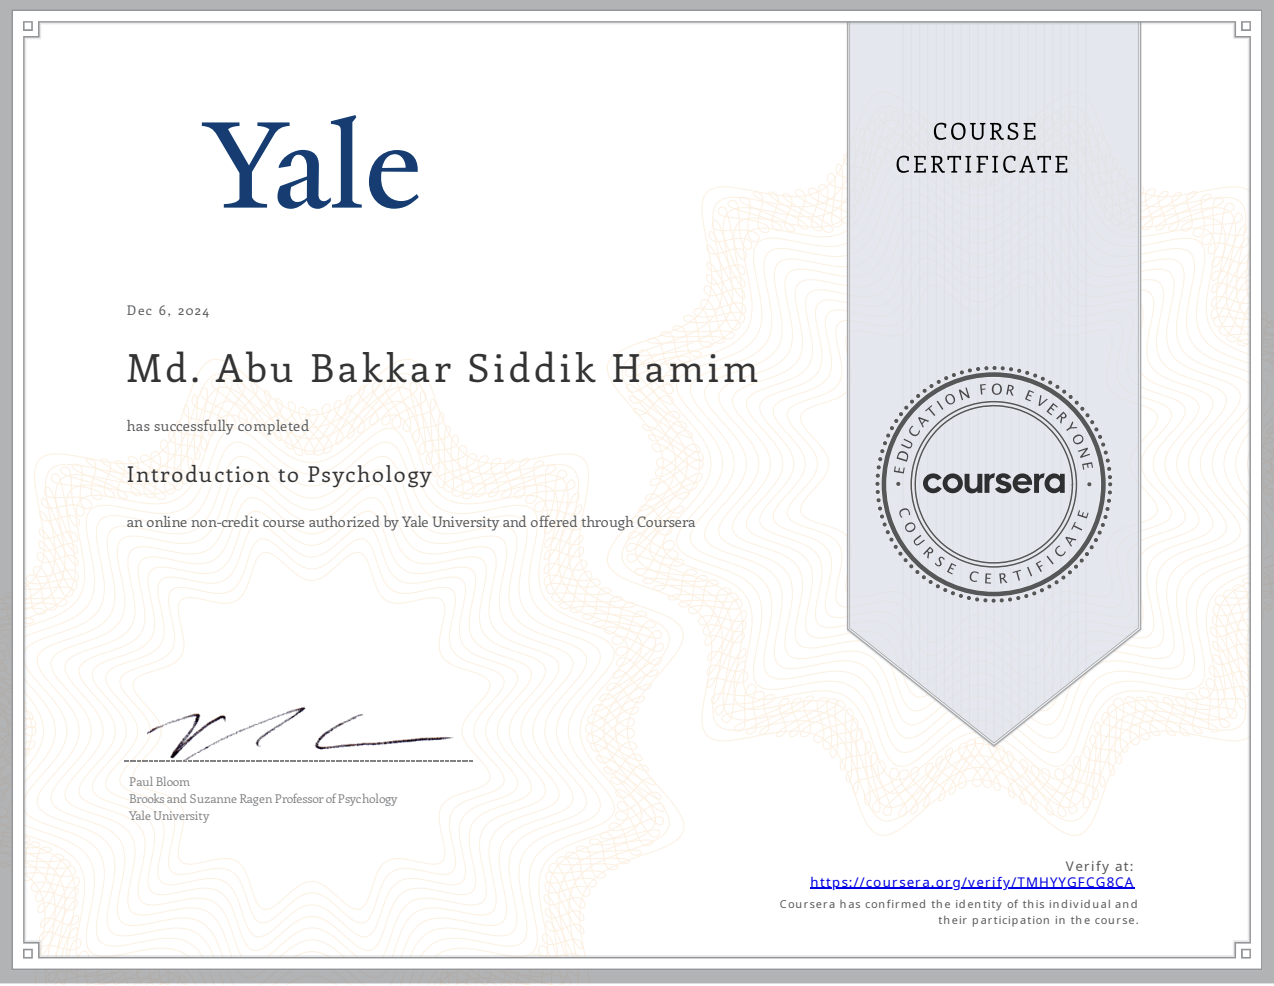 Yale
COURSE
CERTIFICATE
Dec 6, 2024
Md. Abu Bakkar Siddik Hamim
has successfully completed
Introduction to Psychology
an online non-credit course authorized by Yale University and offered through Coursera
EDUCATION FOR EVERYONE
coursera
COURSE CERTIFICATE
Paul Bloom
Brooks and Suzanne Ragen Professor of Psychology
Yale University
Verify at:
https://coursera.org/verify/TMHYYGFCG8CA
Coursera has confirmed the identity of this individual and
their participation in the course.